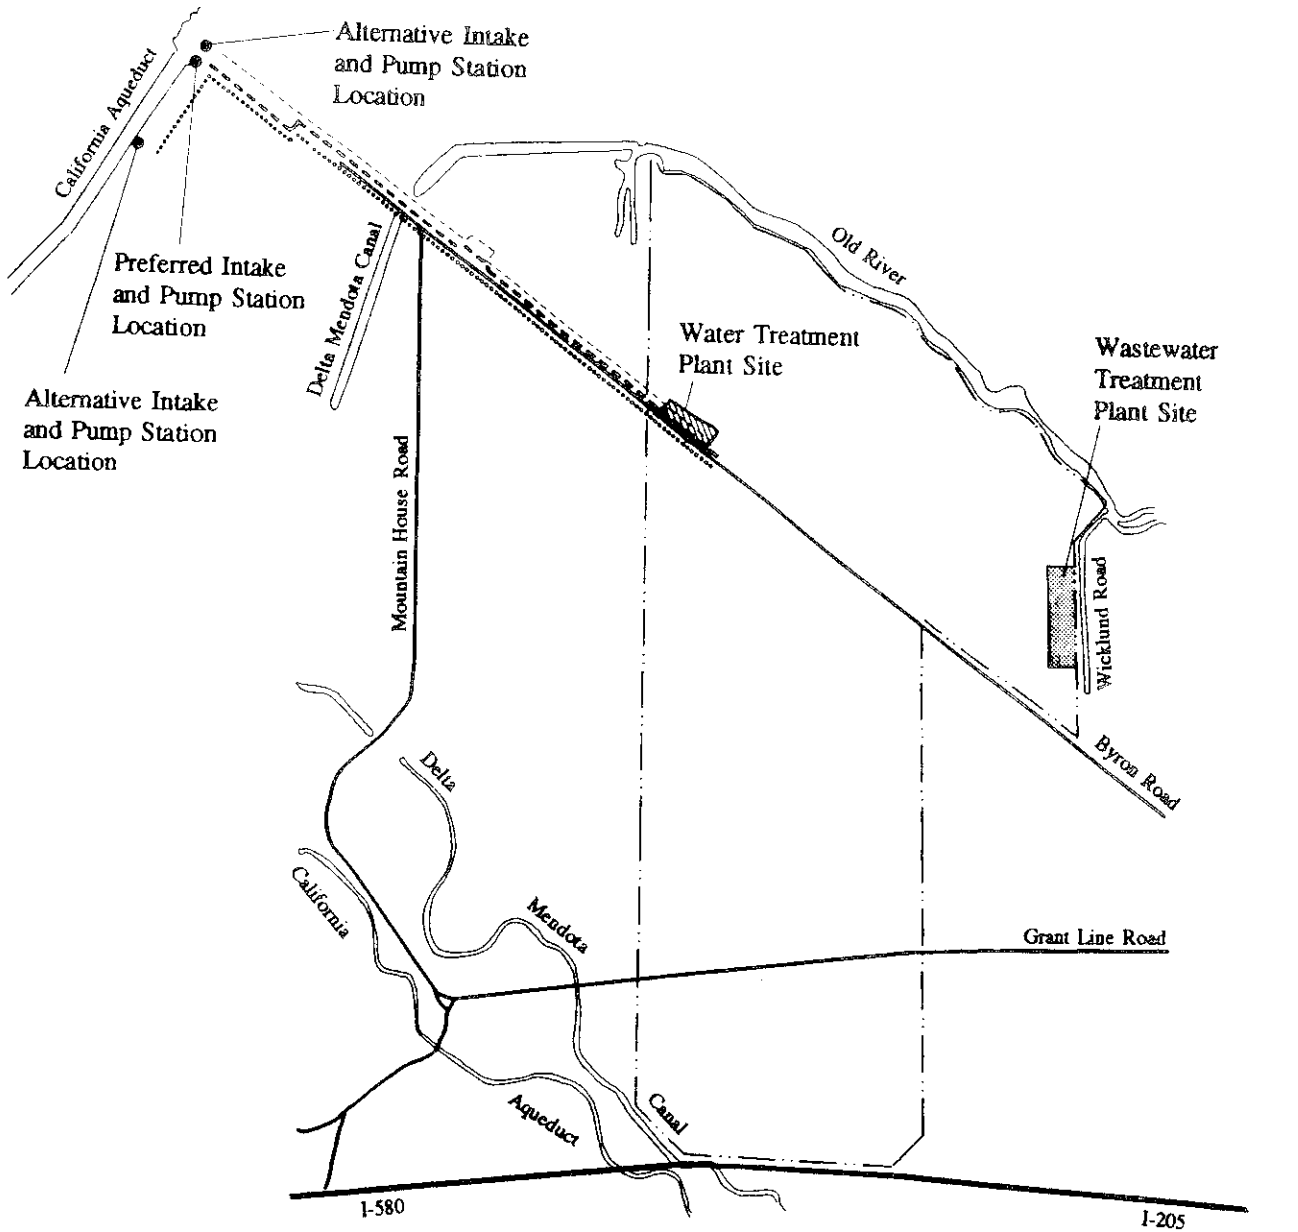 Alternative Intake
and Pump Station
Location
California Aqueduct
Old River
Delta Mendota Canal
Preferred Intake
and Pump Station
Location
Water Treatment
Plant Site
Wastewater
Treatment
Plant Site
Alternative Intake
and Pump Station
Location
Mountain House Road
Wicklund Road
Byron Road
Delta
California
Mendota
Grant Line Road
Aqueduct
Canal
I-580
I-205